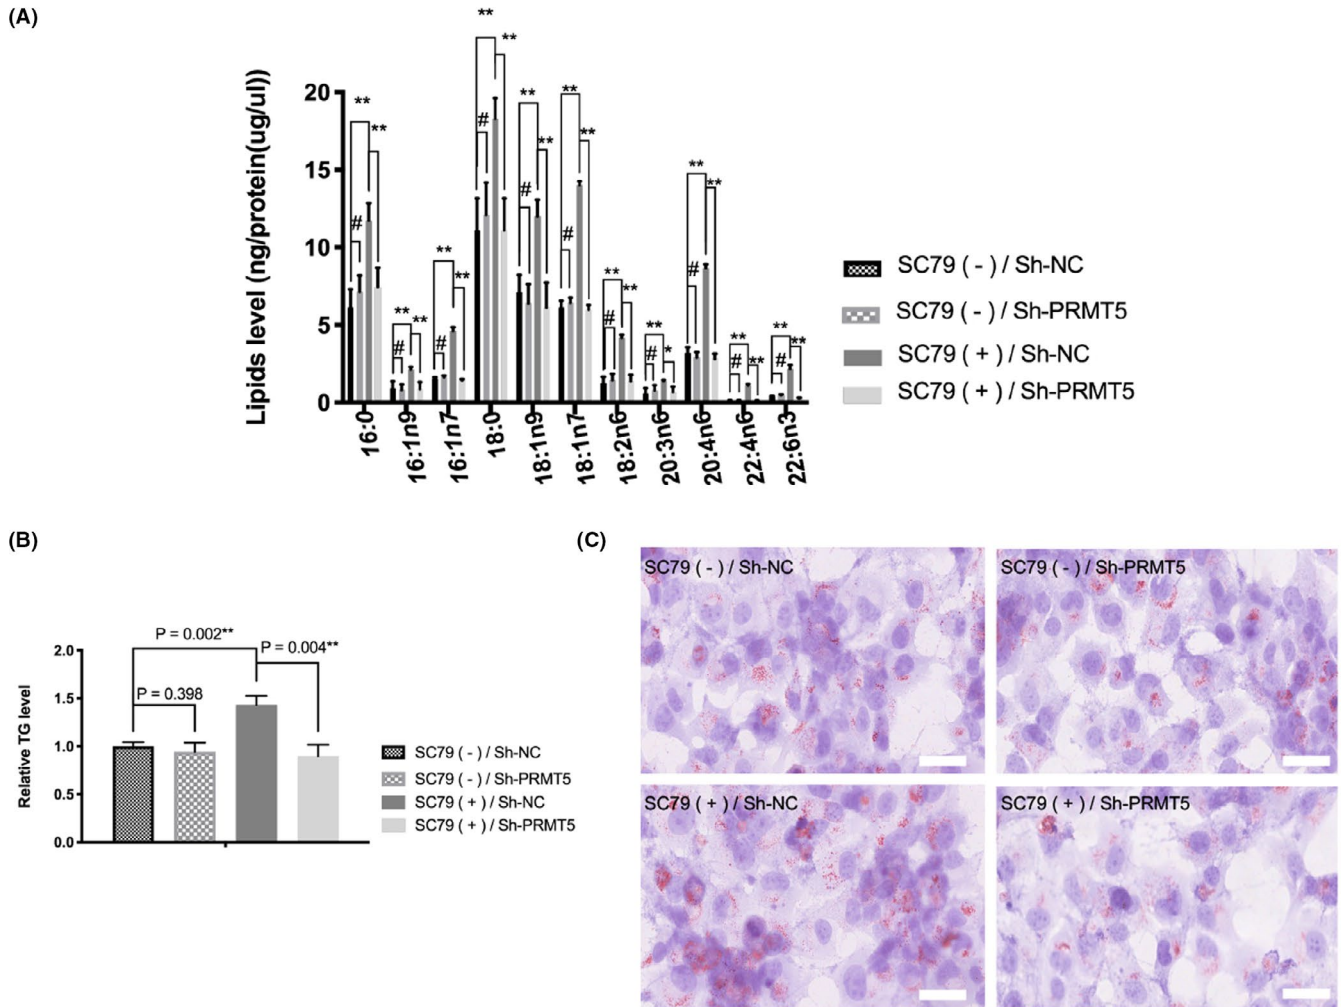 (A)
Lipids level (ng/protein(ug/ul))
20
15
10
5
0
** ** ** ** ** ** ** ** ** ** **
** ** ** ** ** ** ** * ** ** **
# # # # # # # # # # #
16:0
16:1n9
16:1n7
18:0
18:1n9
18:1n7
18:2n6
20:3n6
20:4n6
22:4n6
22:6n3
SC79 ( - ) / Sh-NC
SC79 ( - ) / Sh-PRMT5
SC79 ( + ) / Sh-NC
SC79 ( + ) / Sh-PRMT5
(B)
Relative TG level
2.0
1.5
1.0
0.5
0.0
P = 0.002**
P = 0.004**
P = 0.398
SC79 ( - ) / Sh-NC
SC79 ( - ) / Sh-PRMT5
SC79 ( + ) / Sh-NC
SC79 ( + ) / Sh-PRMT5
(C)
SC79 ( - ) / Sh-NC
SC79 ( - ) / Sh-PRMT5
SC79 ( + ) / Sh-NC
SC79 ( + ) / Sh-PRMT5